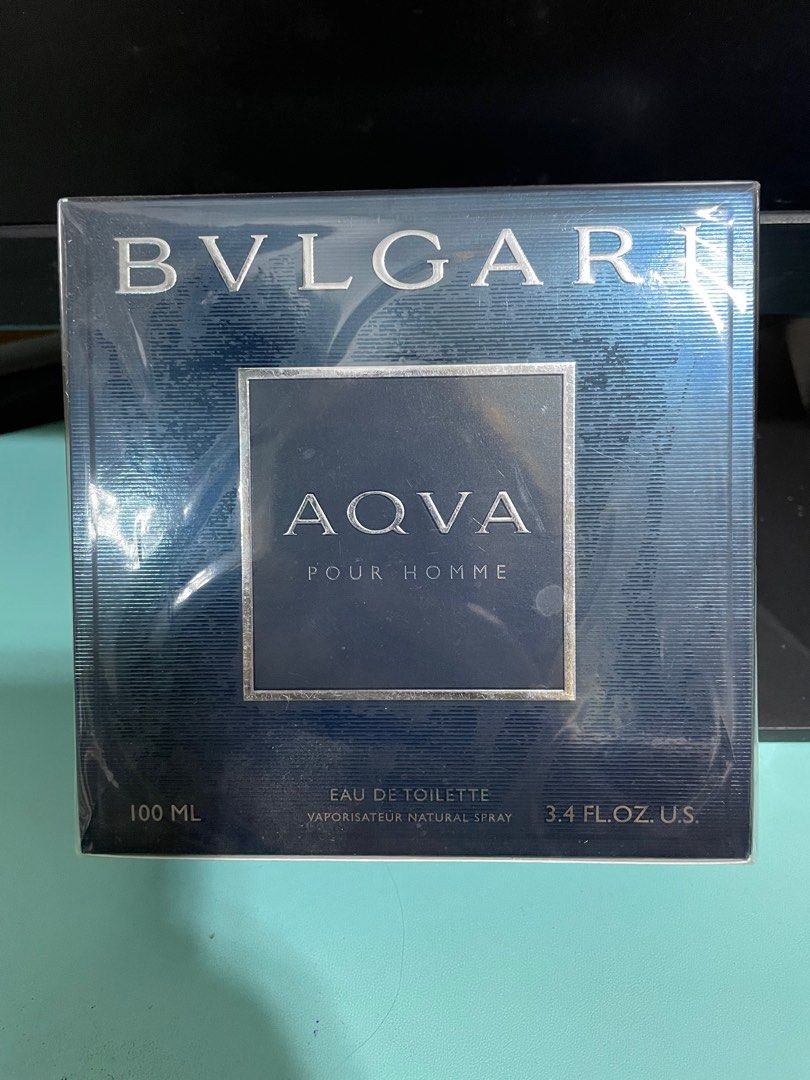 BVLGARI
AQVA
POUR HOMME
EAU DE TOILETTE
100 ML VAPORISATEUR NATURAL SPRAY 3.4 FL.OZ. U.S.